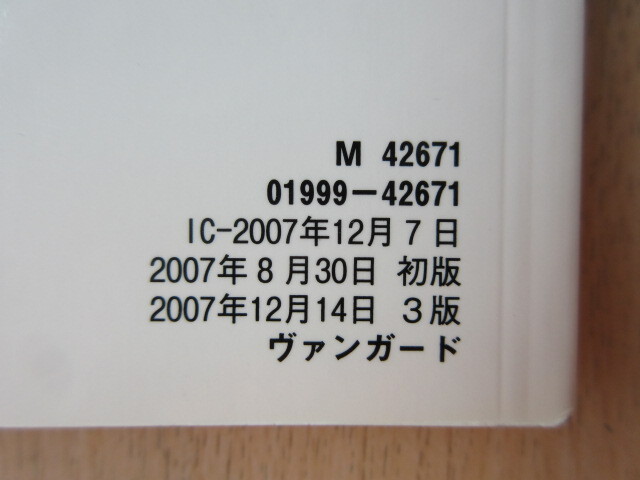 M 42671
01999-42671
IC-2007年12月7日
2007年8月30日 初版
2007年12月14日 3版
ヴァンガード